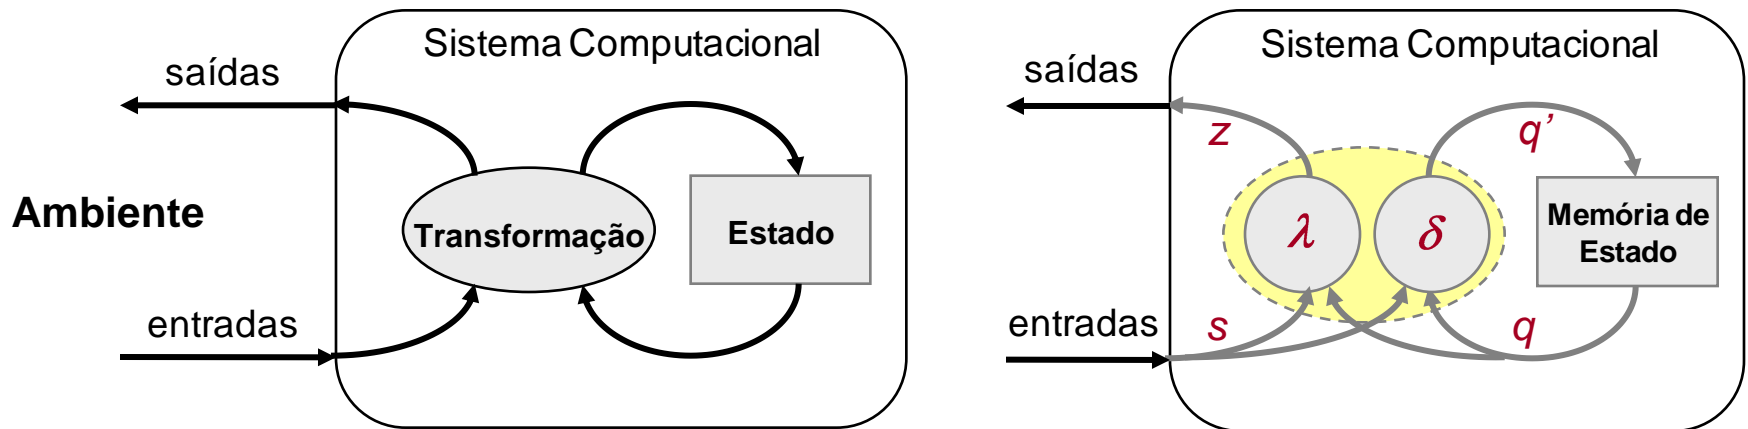 Sistema Computacional
saídas
Ambiente
Transformação
Estado
entradas
Sistema Computacional
saídas
z
q’
λ
δ
Memória de
Estado
entradas
s
q